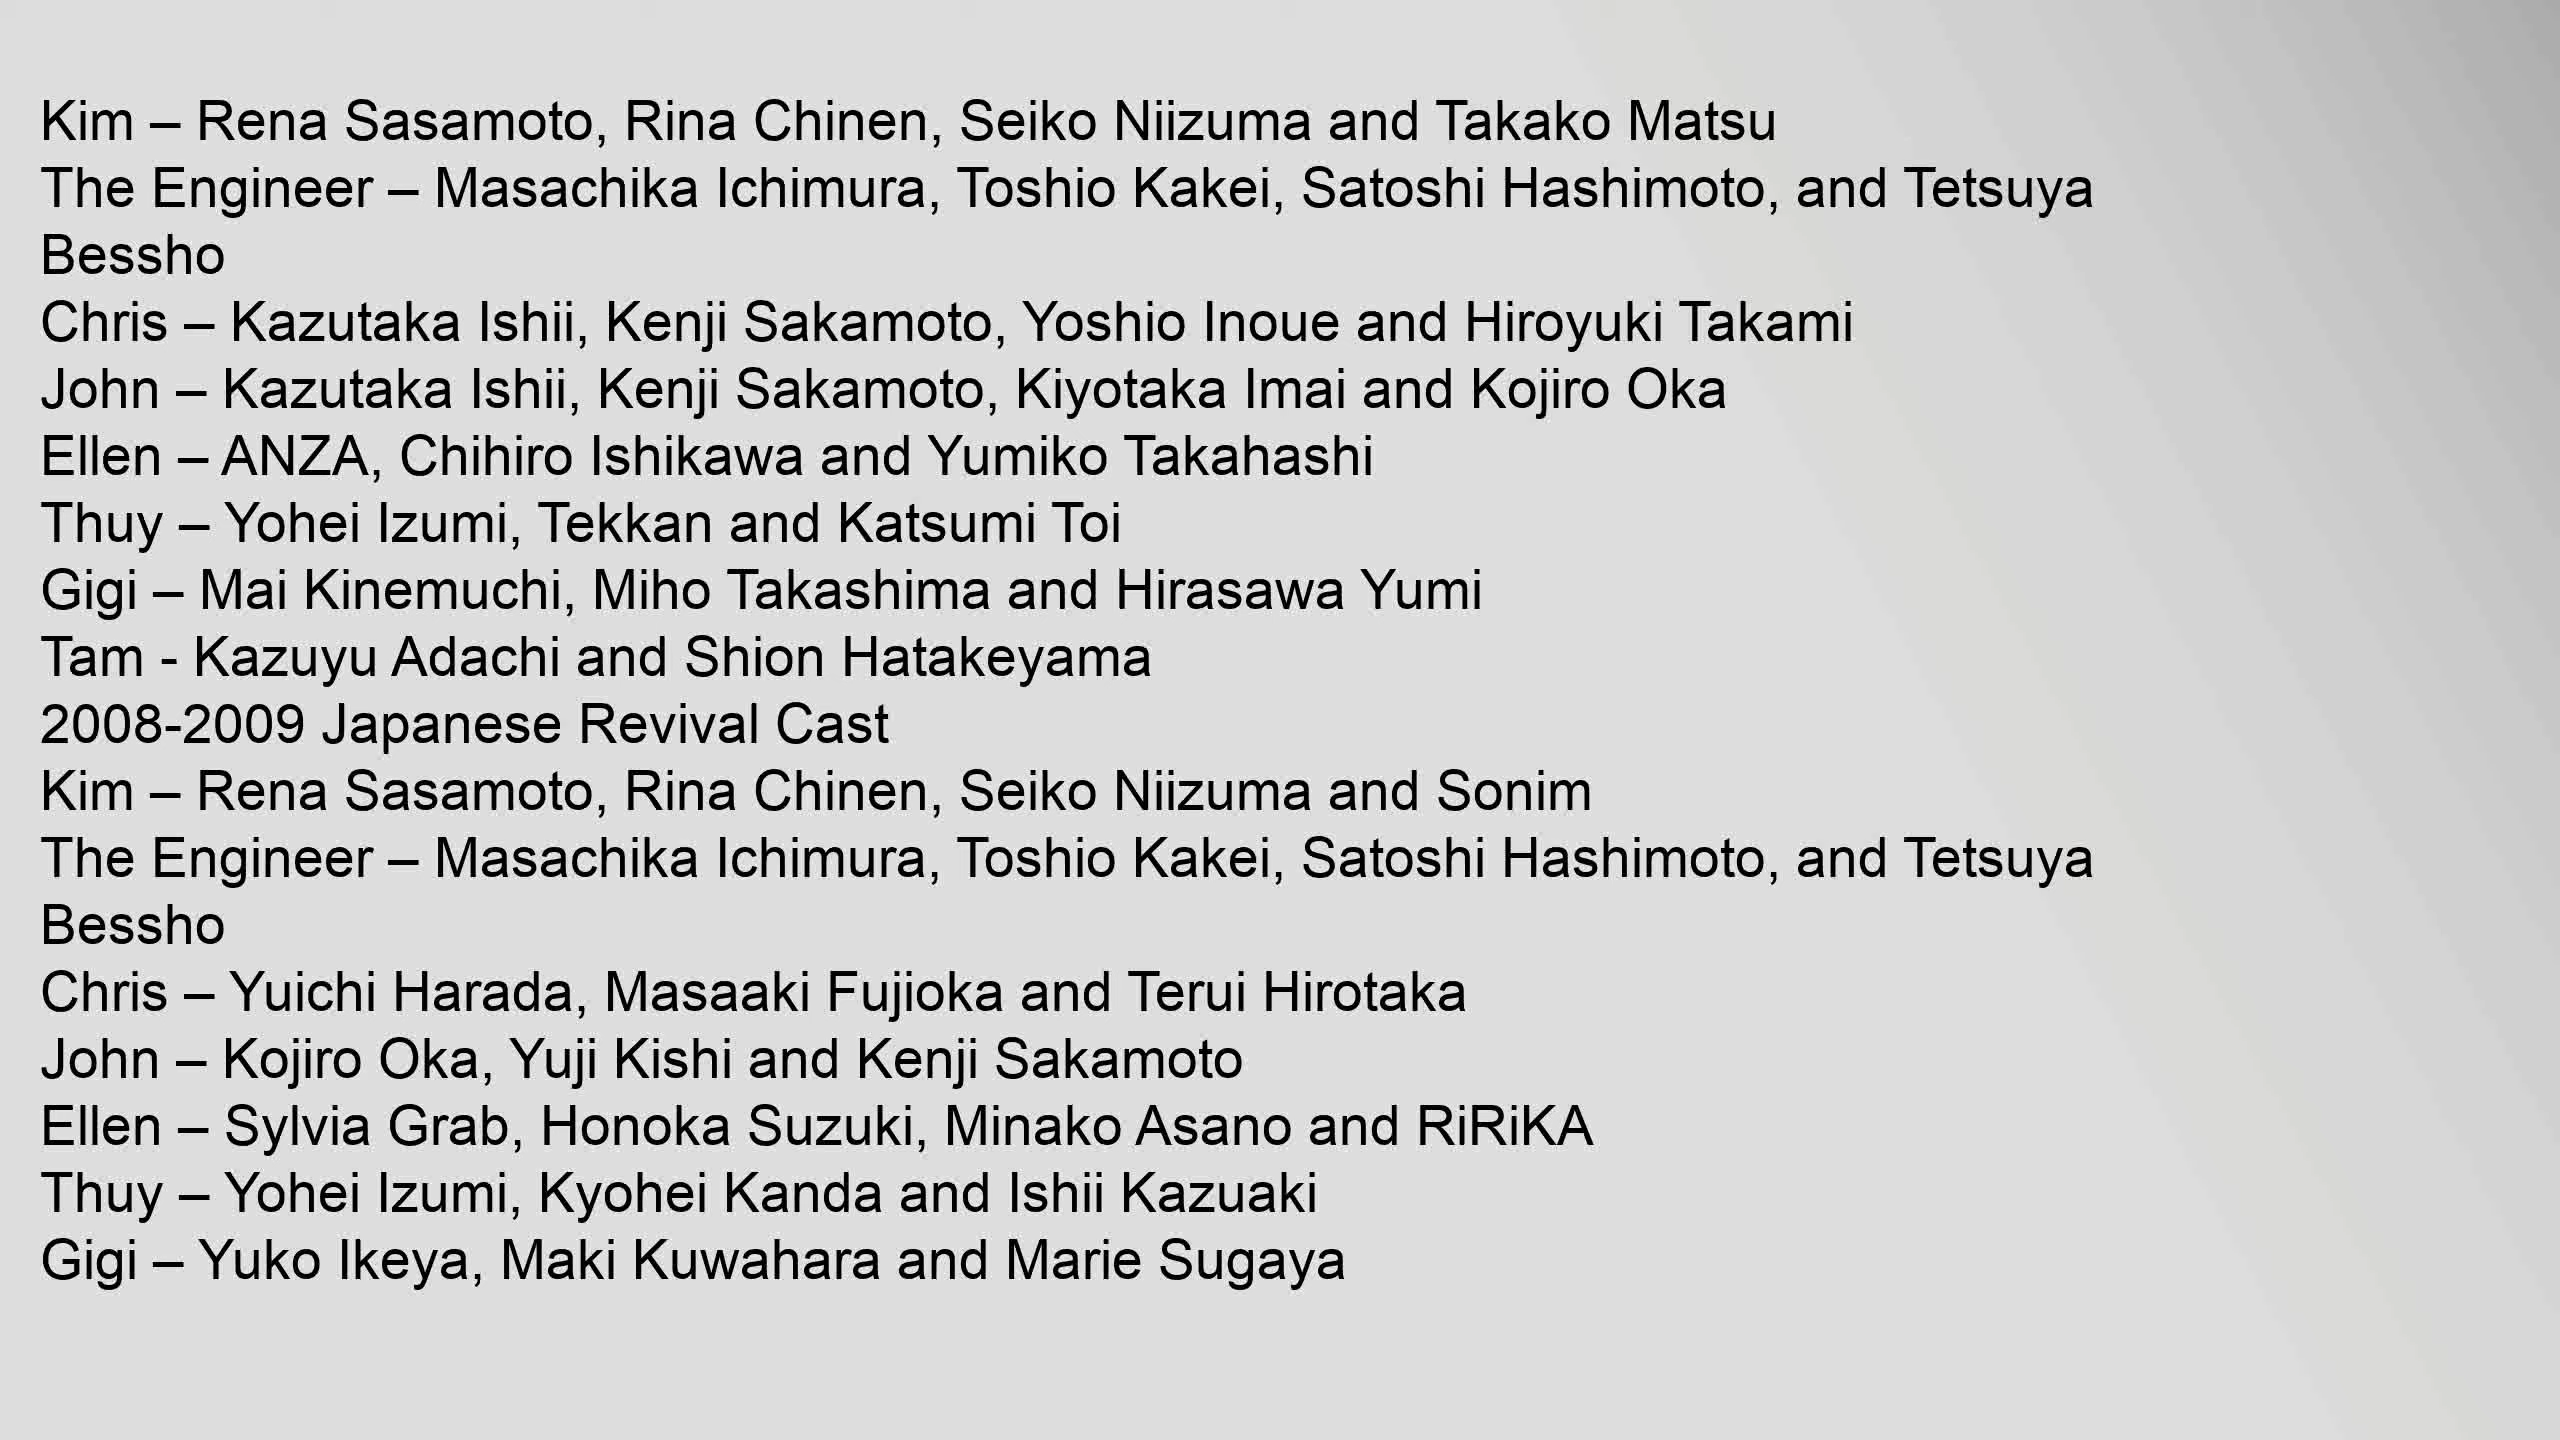 Kim – Rena Sasamoto, Rina Chinen, Seiko Niizuma and Takako Matsu
The Engineer – Masachika Ichimura, Toshio Kakei, Satoshi Hashimoto, and Tetsuya
Bessho
Chris – Kazutaka Ishii, Kenji Sakamoto, Yoshio Inoue and Hiroyuki Takami
John – Kazutaka Ishii, Kenji Sakamoto, Kiyotaka Imai and Kojiro Oka
Ellen – ANZA, Chihiro Ishikawa and Yumiko Takahashi
Thuy – Yohei Izumi, Tekkan and Katsumi Toi
Gigi – Mai Kinemuchi, Miho Takashima and Hirasawa Yumi
Tam - Kazuyu Adachi and Shion Hatakeyama
2008-2009 Japanese Revival Cast
Kim – Rena Sasamoto, Rina Chinen, Seiko Niizuma and Sonim
The Engineer – Masachika Ichimura, Toshio Kakei, Satoshi Hashimoto, and Tetsuya
Bessho
Chris – Yuichi Harada, Masaaki Fujioka and Terui Hirotaka
John – Kojiro Oka, Yuji Kishi and Kenji Sakamoto
Ellen – Sylvia Grab, Honoka Suzuki, Minako Asano and RiRiKA
Thuy – Yohei Izumi, Kyohei Kanda and Ishii Kazuaki
Gigi – Yuko Ikeya, Maki Kuwahara and Marie Sugaya